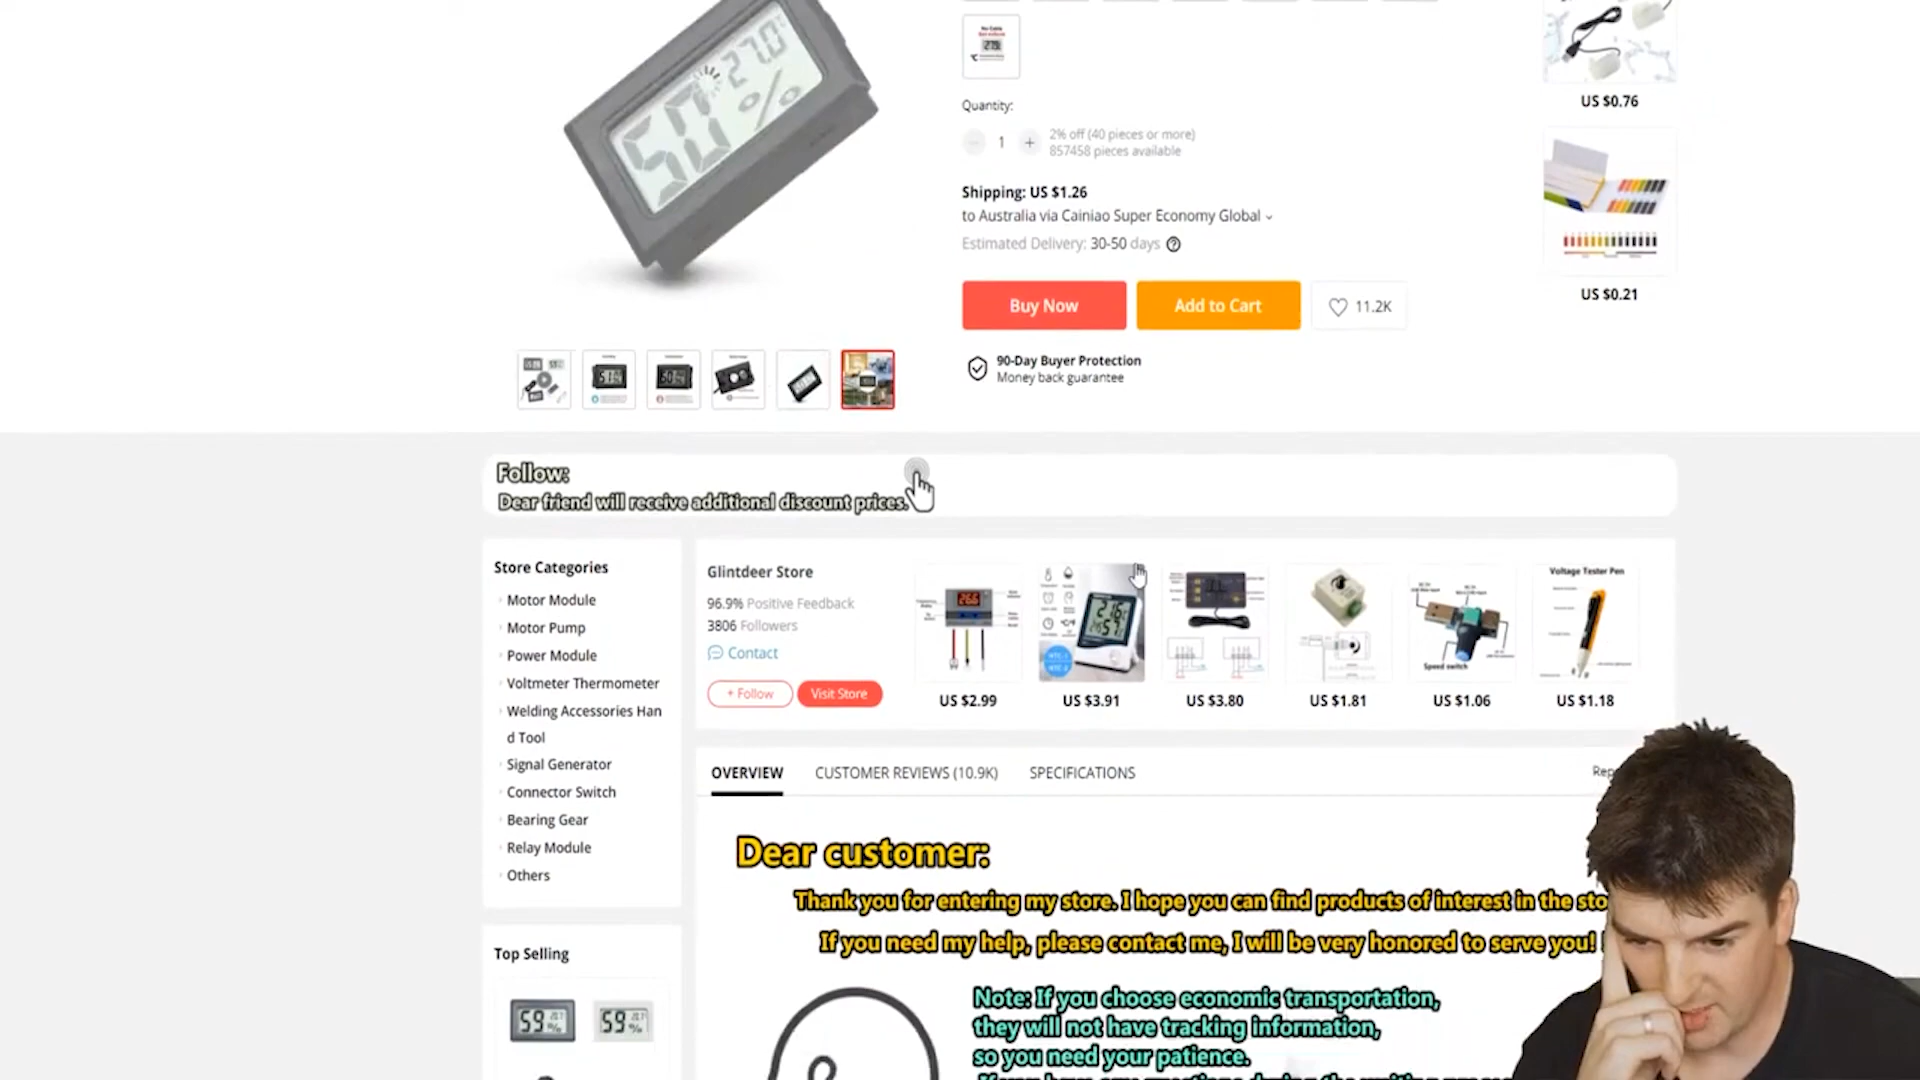 50 %
27.0
US $0.76
Quantity:
1
+
2% off (40 pieces or more)
857458 pieces available
Shipping: US $1.26
to Australia via Cainiao Super Economy Global
Estimated Delivery: 30-50 days
US $0.21
Buy Now
Add to Cart
11.2K
90-Day Buyer Protection
Money back guarantee
Follow:
Dear friend will receive additional discount prices.
Store Categories
Motor Module
Motor Pump
Power Module
Voltmeter Thermometer
Welding Accessories Han
d Tool
Signal Generator
Connector Switch
Bearing Gear
Relay Module
Others
Glintdeer Store
96.9% Positive Feedback
3806 Followers
Contact
+ Follow
Visit Store
Voltage Tester Pen
Speed switch
US $2.99
US $3.91
US $3.80
US $1.81
US $1.06
US $1.18
OVERVIEW
CUSTOMER REVIEWS (10.9K)
SPECIFICATIONS
Dear customer:
Thank you for entering my store. I hope you can find products of interest in the sto
If you need my help, please contact me, I will be very honored to serve you!
Top Selling
59
59
Note: If you choose economic transportation,
they will not have tracking information,
so you need your patience.